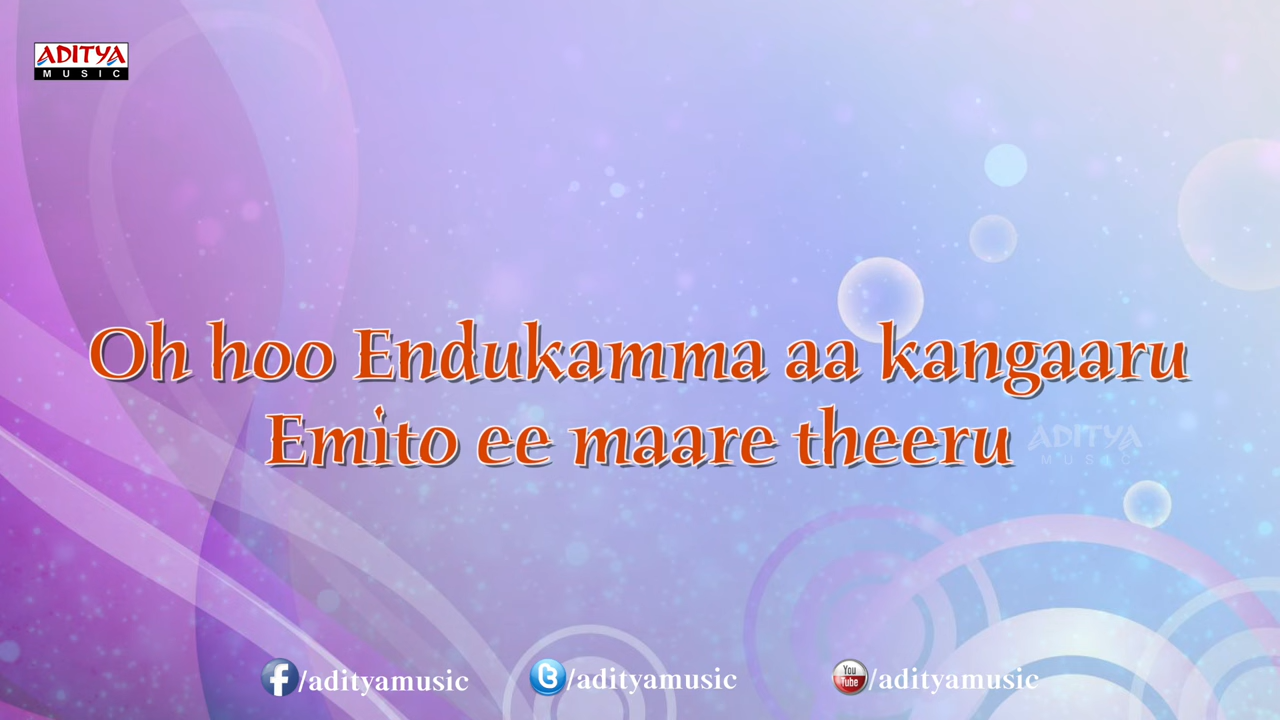 ADITYA
MUSIC
Oh hoo Endukamma aa kangaaru
Emito ee maare theeru
ADITYA
MUSIC
f/adityamusic
t/adityamusic
You Tube/adityamusic